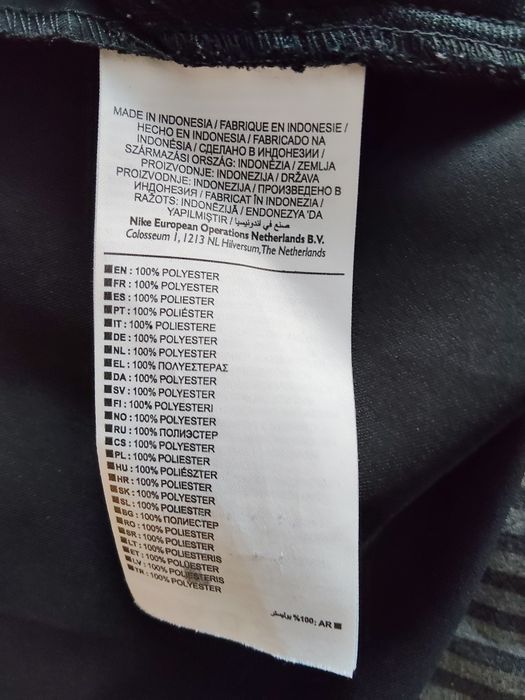 MADE IN INDONESIA / FABRIQUE EN INDONESIE /
HECHO EN INDONESIA / FABRICADO NA
INDONÉSIA / СДЕЛАНО В ИНДОНЕЗИИ /
SZÁRMAZÁSI ORSZÁG: INDONÉZIA / ZEMLJA
PROIZVODNJE: INDONEZIJA / DRŽAVA
PROIZVODNJE: INDONEZIJA / ПРОИЗВЕДЕНО В
ИНДОНЕЗИЯ / FABRICAT ÎN INDONEZIA /
RAŽOTS: INDONĒZIJĀ / ENDONEZYA 'DA
YAPILMIŞTIR / صنع في اندونيسيا
Nike European Operations Netherlands B.V.
Colosseum 1, 1213 NL Hilversum, The Netherlands
EN : 100% POLYESTER
FR : 100% POLYESTER
ES : 100% POLIESTER
PT : 100% POLIÉSTER
IT : 100% POLIESTERE
DE : 100% POLYESTER
NL : 100% POLYESTER
EL : 100% ΠΟΛΥΕΣΤΕΡΑΣ
DA : 100% POLYESTER
SV : 100% POLYESTER
FI : 100% POLYESTERI
NO : 100% POLYESTER
RU : 100% ПОЛИЭСТЕР
CS : 100% POLYESTER
PL : 100% POLIESTER
HU : 100% POLIÉSZTER
HR : 100% POLIESTER
SK : 100% POLYESTER
SL : 100% POLIESTER
BG : 100% ПОЛИЕСТЕР
RO : 100% POLIESTER
SR : 100% POLIESTER
LT : 100% POLIESTERIS
ET : 100% POLÜESTER
LV : 100% POLIESTERIS
TR : 100% POLYESTER
AR :100% بوليستر